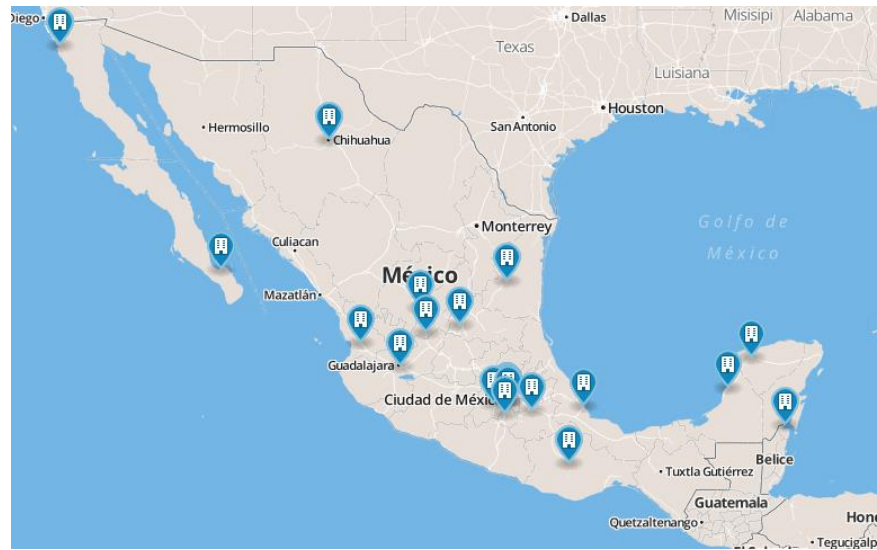 Diego
Dallas
Misisipi
Alabama
Texas
Luisiana
Houston
Hermosillo
San Antonio
Chihuahua
Monterrey
Golfo de
México
Culiacan
México
Mazatlán
Guadalajara
Ciudad de Méxic
Belice
Tuxtla Gutiérrez
Guatemala
Quetzaltenango
Hon
Tegucigalp